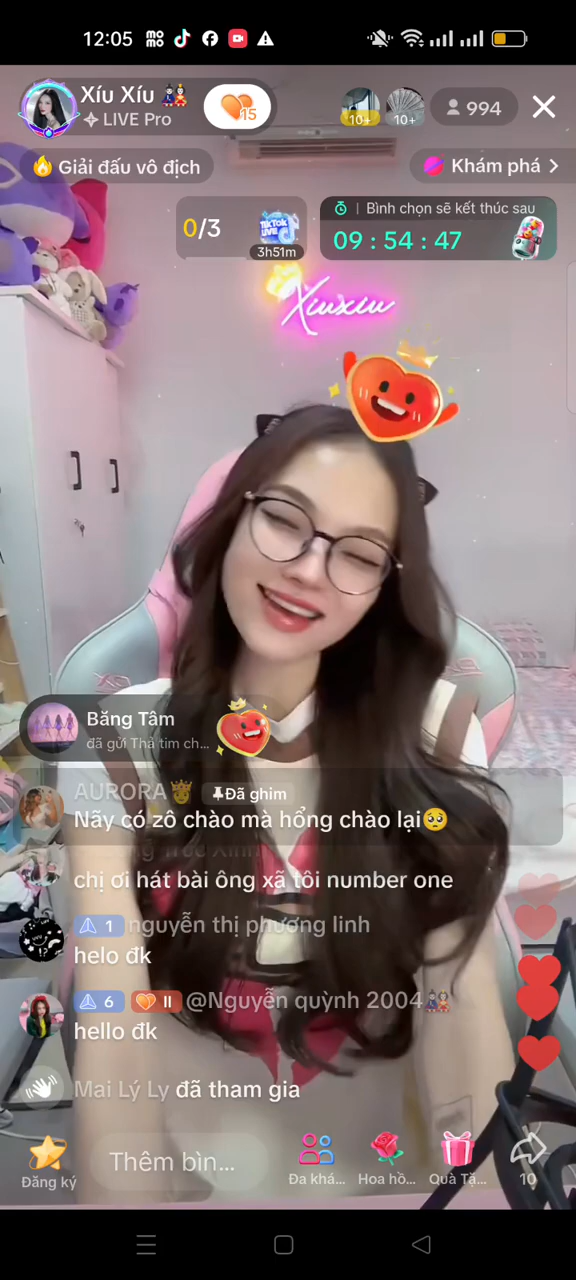 12:05
Xíu Xíu 🎎
LIVE Pro
15
10+
10+
994
Giải đấu vô địch
Khám phá >
0/3
TikTok LIVE
3h51m
Bình chọn sẽ kết thúc sau
09 : 54 : 47
Xiuxiu
Băng Tâm
đã gửi Thả tim ch...
AURORA👸 Đã ghim
Nãy có zô chào mà hổng chào lại🥺
chị ơi hát bài ông xã tôi number one
1 nguyễn thị phương linh
helo đk
6 II @Nguyễn quỳnh 2004🎎
hello đk
Mai Lý Ly đã tham gia
Đăng ký
Thêm bìn...
Đa khá...
Hoa hồ...
Quà Tặ...
10